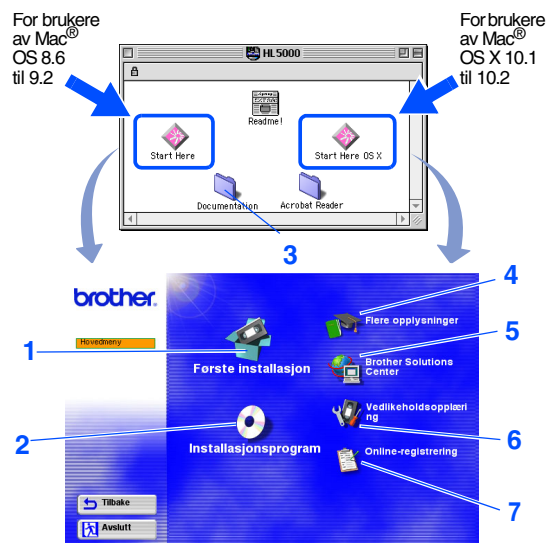 For brukere
av Mac®
OS 8.6
til 9.2
For brukere
av Mac®
OS X 10.1
til 10.2
HL5000
Readme!
Start Here
Start Here OS X
Documentation
Acrobat Reader
3
brother.
Hovedmeny
1
Første installasjon
2
Installasjonsprogram
4
Flere opplysninger
5
Brother Solutions
Center
Vedlikeholdsopplæri
ng
6
Online-registrering
7
Tilbake
Avslutt